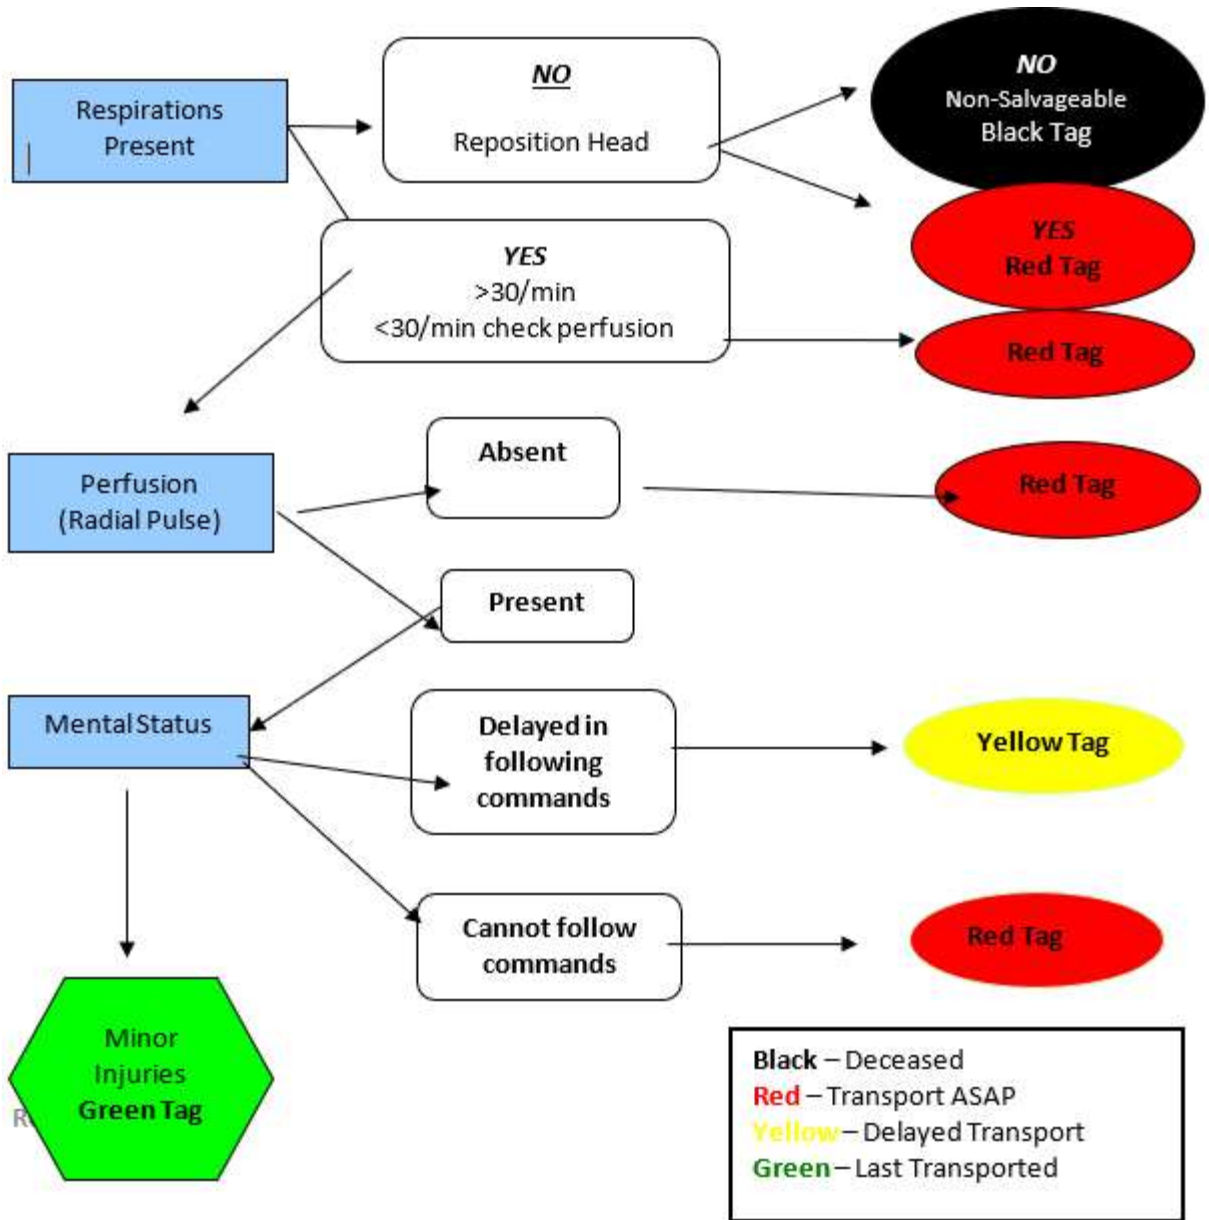 Respirations
Present
NO
Reposition Head
NO
Non-Salvageable
Black Tag
YES
Red Tag
YES
>30/min
<30/min check perfusion
Red Tag
Perfusion
(Radial Pulse)
Absent
Red Tag
Present
Mental Status
Delayed in
following
commands
Yellow Tag
Cannot follow
commands
Red Tag
Minor
Injuries
Green Tag
Black – Deceased
Red – Transport ASAP
Yellow – Delayed Transport
Green – Last Transported